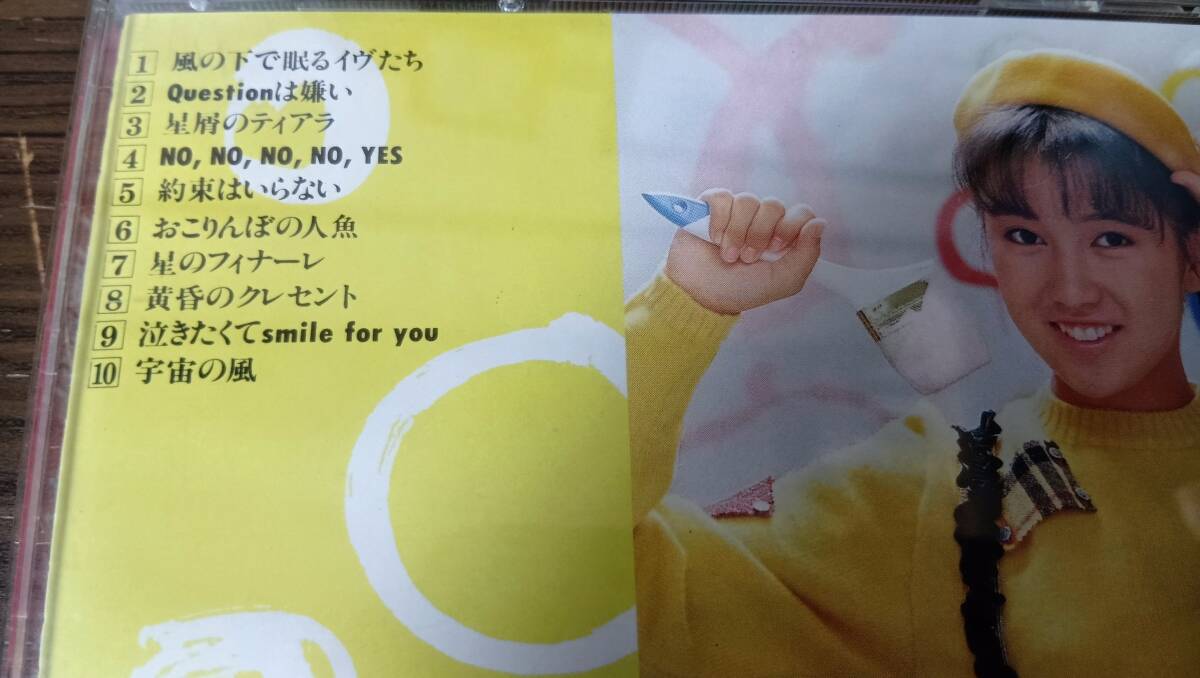 1 風の下で眠るイヴたち
2 Questionは嫌い
3 星屑のティアラ
4 NO, NO, NO, NO, YES
5 約束はいらない
6 おこりんぼの人魚
7 星のフィナーレ
8 黄昏のクレセント
9 泣きたくてsmile for you
10 宇宙の風